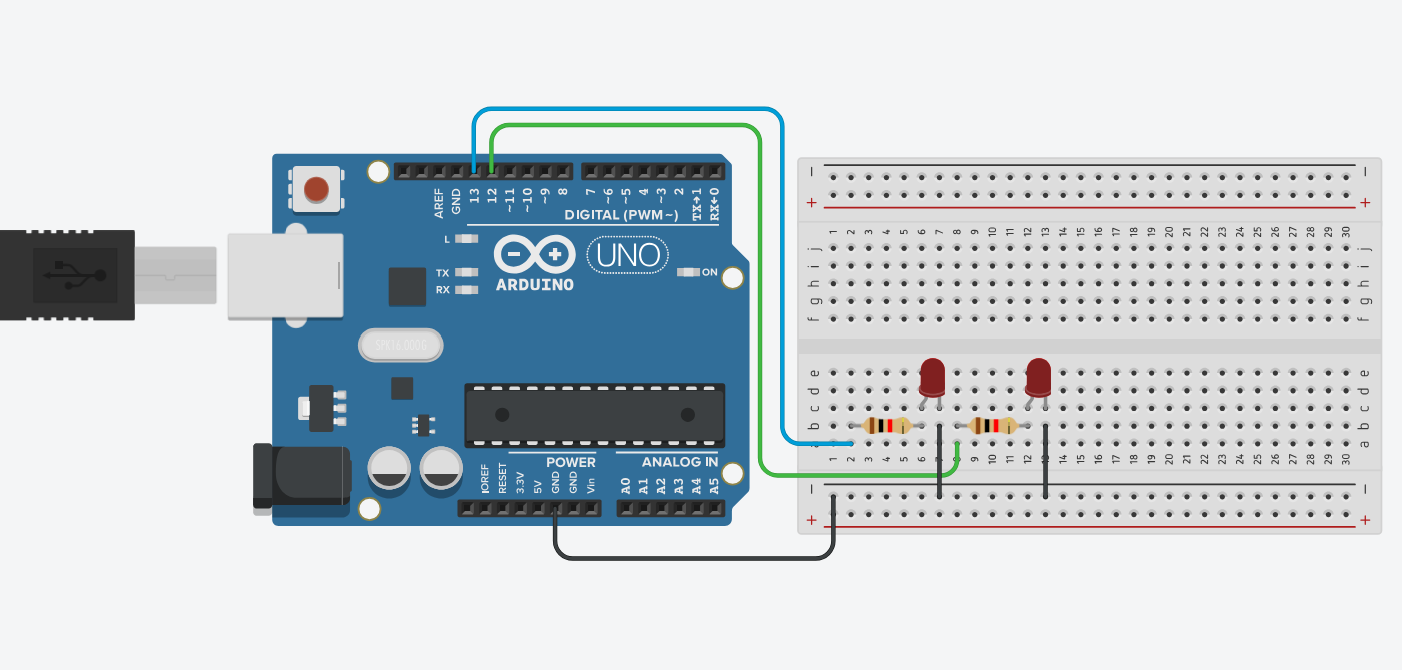 AREF
GND
13
12
~11
~10
~9
8
7
~6
~5
4
~3
2
TX→1
RX←0
DIGITAL (PWM~)
L
TX
RX
UNO
ON
ARDUINO
SPK16.000G
POWER
ANALOG IN
IOREF
RESET
3.3V
5V
GND
GND
Vin
A0
A1
A2
A3
A4
A5
− −
+ +
1 2 3 4 5 6 7 8 9 10 11 12 13 14 15 16 17 18 19 20 21 22 23 24 25 26 27 28 29 30
j j
i i
h h
g g
f f
e e
d d
c c
b b
a a
1 2 3 4 5 6 7 8 9 10 11 12 13 14 15 16 17 18 19 20 21 22 23 24 25 26 27 28 29 30
− −
+ +